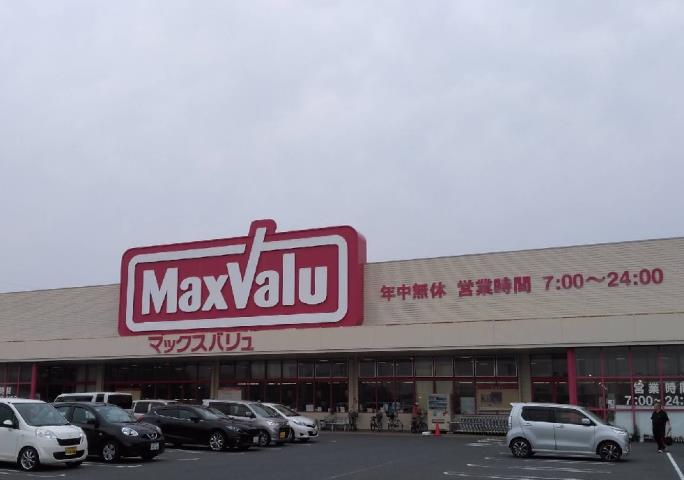 MaxValu
マックスバリュ
年中無休 営業時間 7:00～24:00
営業時間
7:00～24: